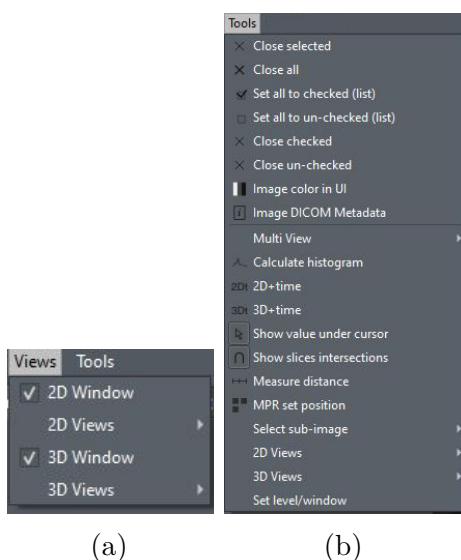 Views Tools
2D Window
2D Views
3D Window
3D Views
(a)
Tools
Close selected
Close all
Set all to checked (list)
Set all to un-checked (list)
Close checked
Close un-checked
Image color in UI
i Image DICOM Metadata
Multi View
Calculate histogram
2Dt 2D+time
3Dt 3D+time
Show value under cursor
Show slices intersections
Measure distance
MPR set position
Select sub-image
2D Views
3D Views
Set level/window
(b)